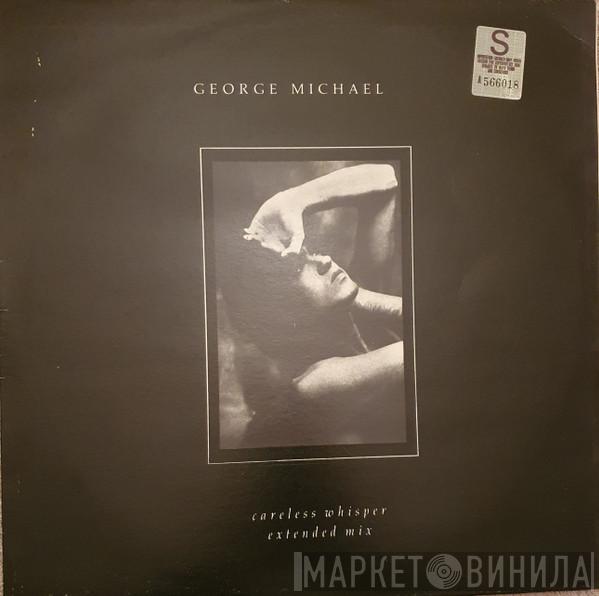 S
A 566018
GEORGE MICHAEL
careless whisper
extended mix
МАРКЕТ ВИНИЛА